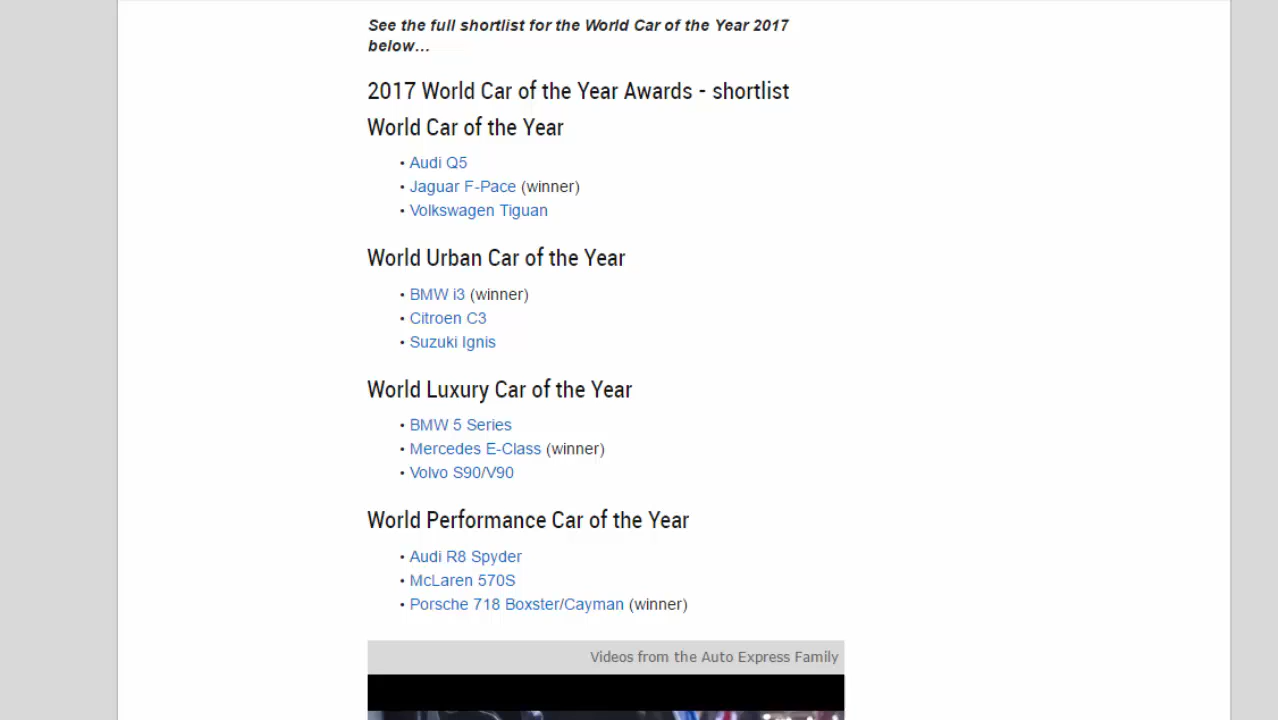 See the full shortlist for the World Car of the Year 2017
below…
2017 World Car of the Year Awards - shortlist
World Car of the Year
• Audi Q5
• Jaguar F-Pace (winner)
• Volkswagen Tiguan
World Urban Car of the Year
• BMW i3 (winner)
• Citroen C3
• Suzuki Ignis
World Luxury Car of the Year
• BMW 5 Series
• Mercedes E-Class (winner)
• Volvo S90/V90
World Performance Car of the Year
• Audi R8 Spyder
• McLaren 570S
• Porsche 718 Boxster/Cayman (winner)
Videos from the Auto Express Family